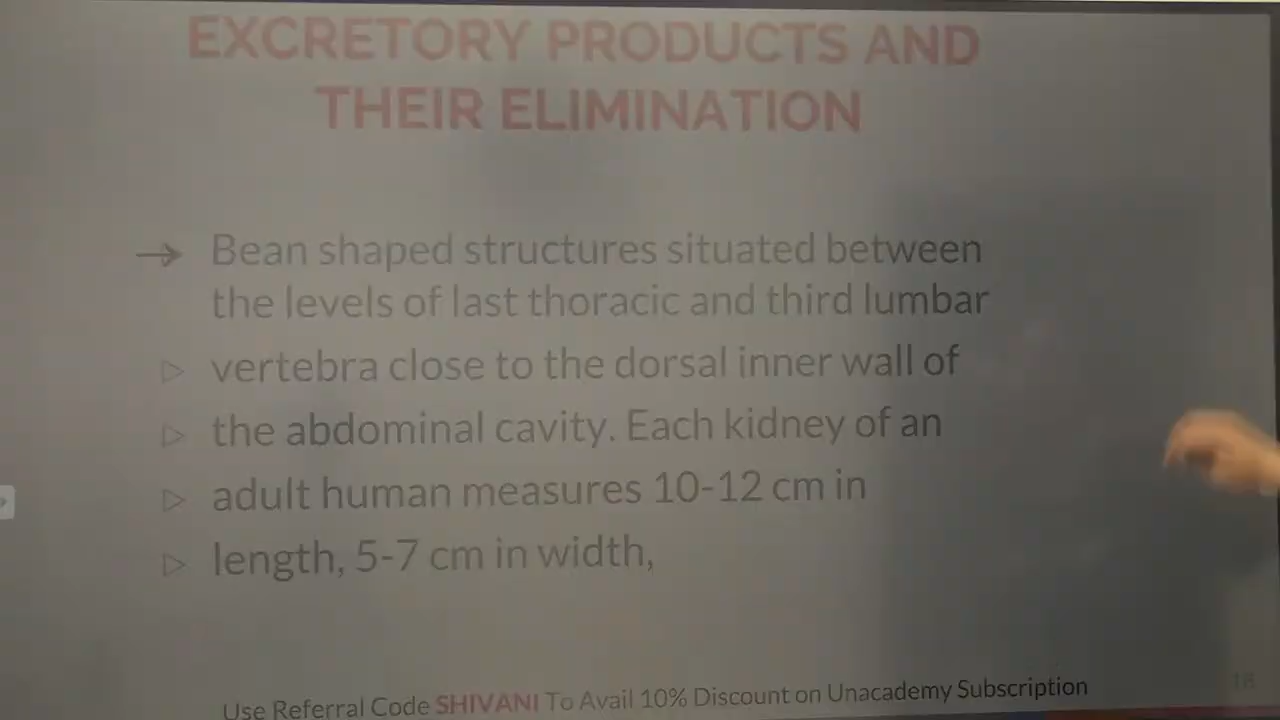 EXCRETORY PRODUCTS AND
THEIR ELIMINATION
→ Bean shaped structures situated between
the levels of last thoracic and third lumbar
▷ vertebra close to the dorsal inner wall of
▷ the abdominal cavity. Each kidney of an
▷ adult human measures 10-12 cm in
▷ length, 5-7 cm in width,
Use Referral Code SHIVANI To Avail 10% Discount on Unacademy Subscription